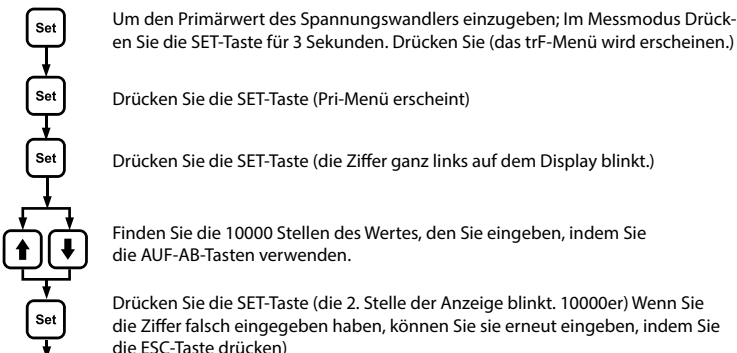 Set
Um den Primärwert des Spannungswandlers einzugeben; Im Messmodus Drück-
en Sie die SET-Taste für 3 Sekunden. Drücken Sie (das trF-Menü wird erscheinen.)
Set
Drücken Sie die SET-Taste (Pri-Menü erscheint)
Set
Drücken Sie die SET-Taste (die Ziffer ganz links auf dem Display blinkt.)
Finden Sie die 10000 Stellen des Wertes, den Sie eingeben, indem Sie
die AUF-AB-Tasten verwenden.
Set
Drücken Sie die SET-Taste (die 2. Stelle der Anzeige blinkt. 10000er) Wenn Sie
die Ziffer falsch eingegeben haben, können Sie sie erneut eingeben, indem Sie
die ESC-Taste drücken)